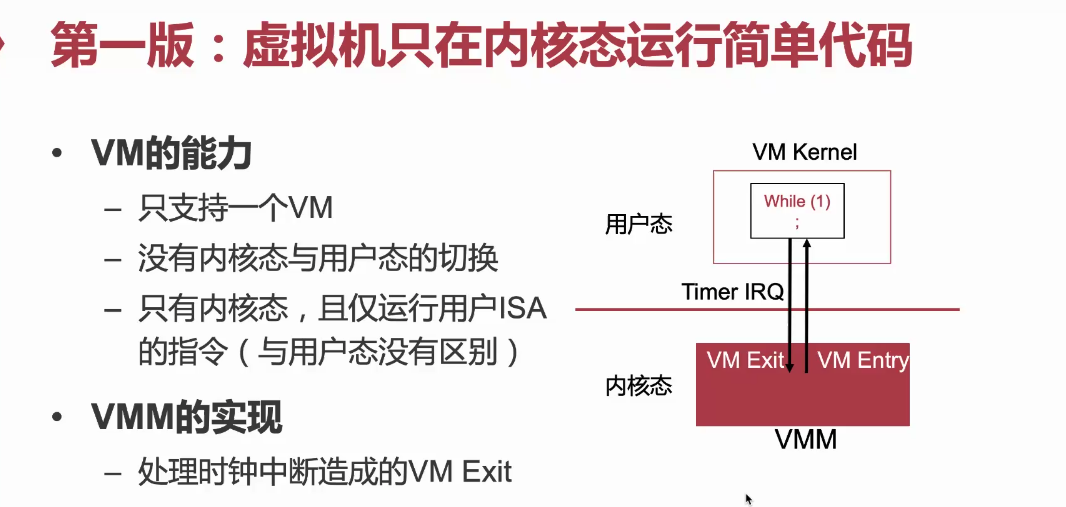 第一版：虚拟机只在内核态运行简单代码
• VM的能力
– 只支持一个VM
– 没有内核态与用户态的切换
– 只有内核态，且仅运行用户ISA
的指令（与用户态没有区别）
• VMM的实现
– 处理时钟中断造成的VM Exit
VM Kernel
While (1)
;
用户态
Timer IRQ
VM Exit
VM Entry
内核态
VMM